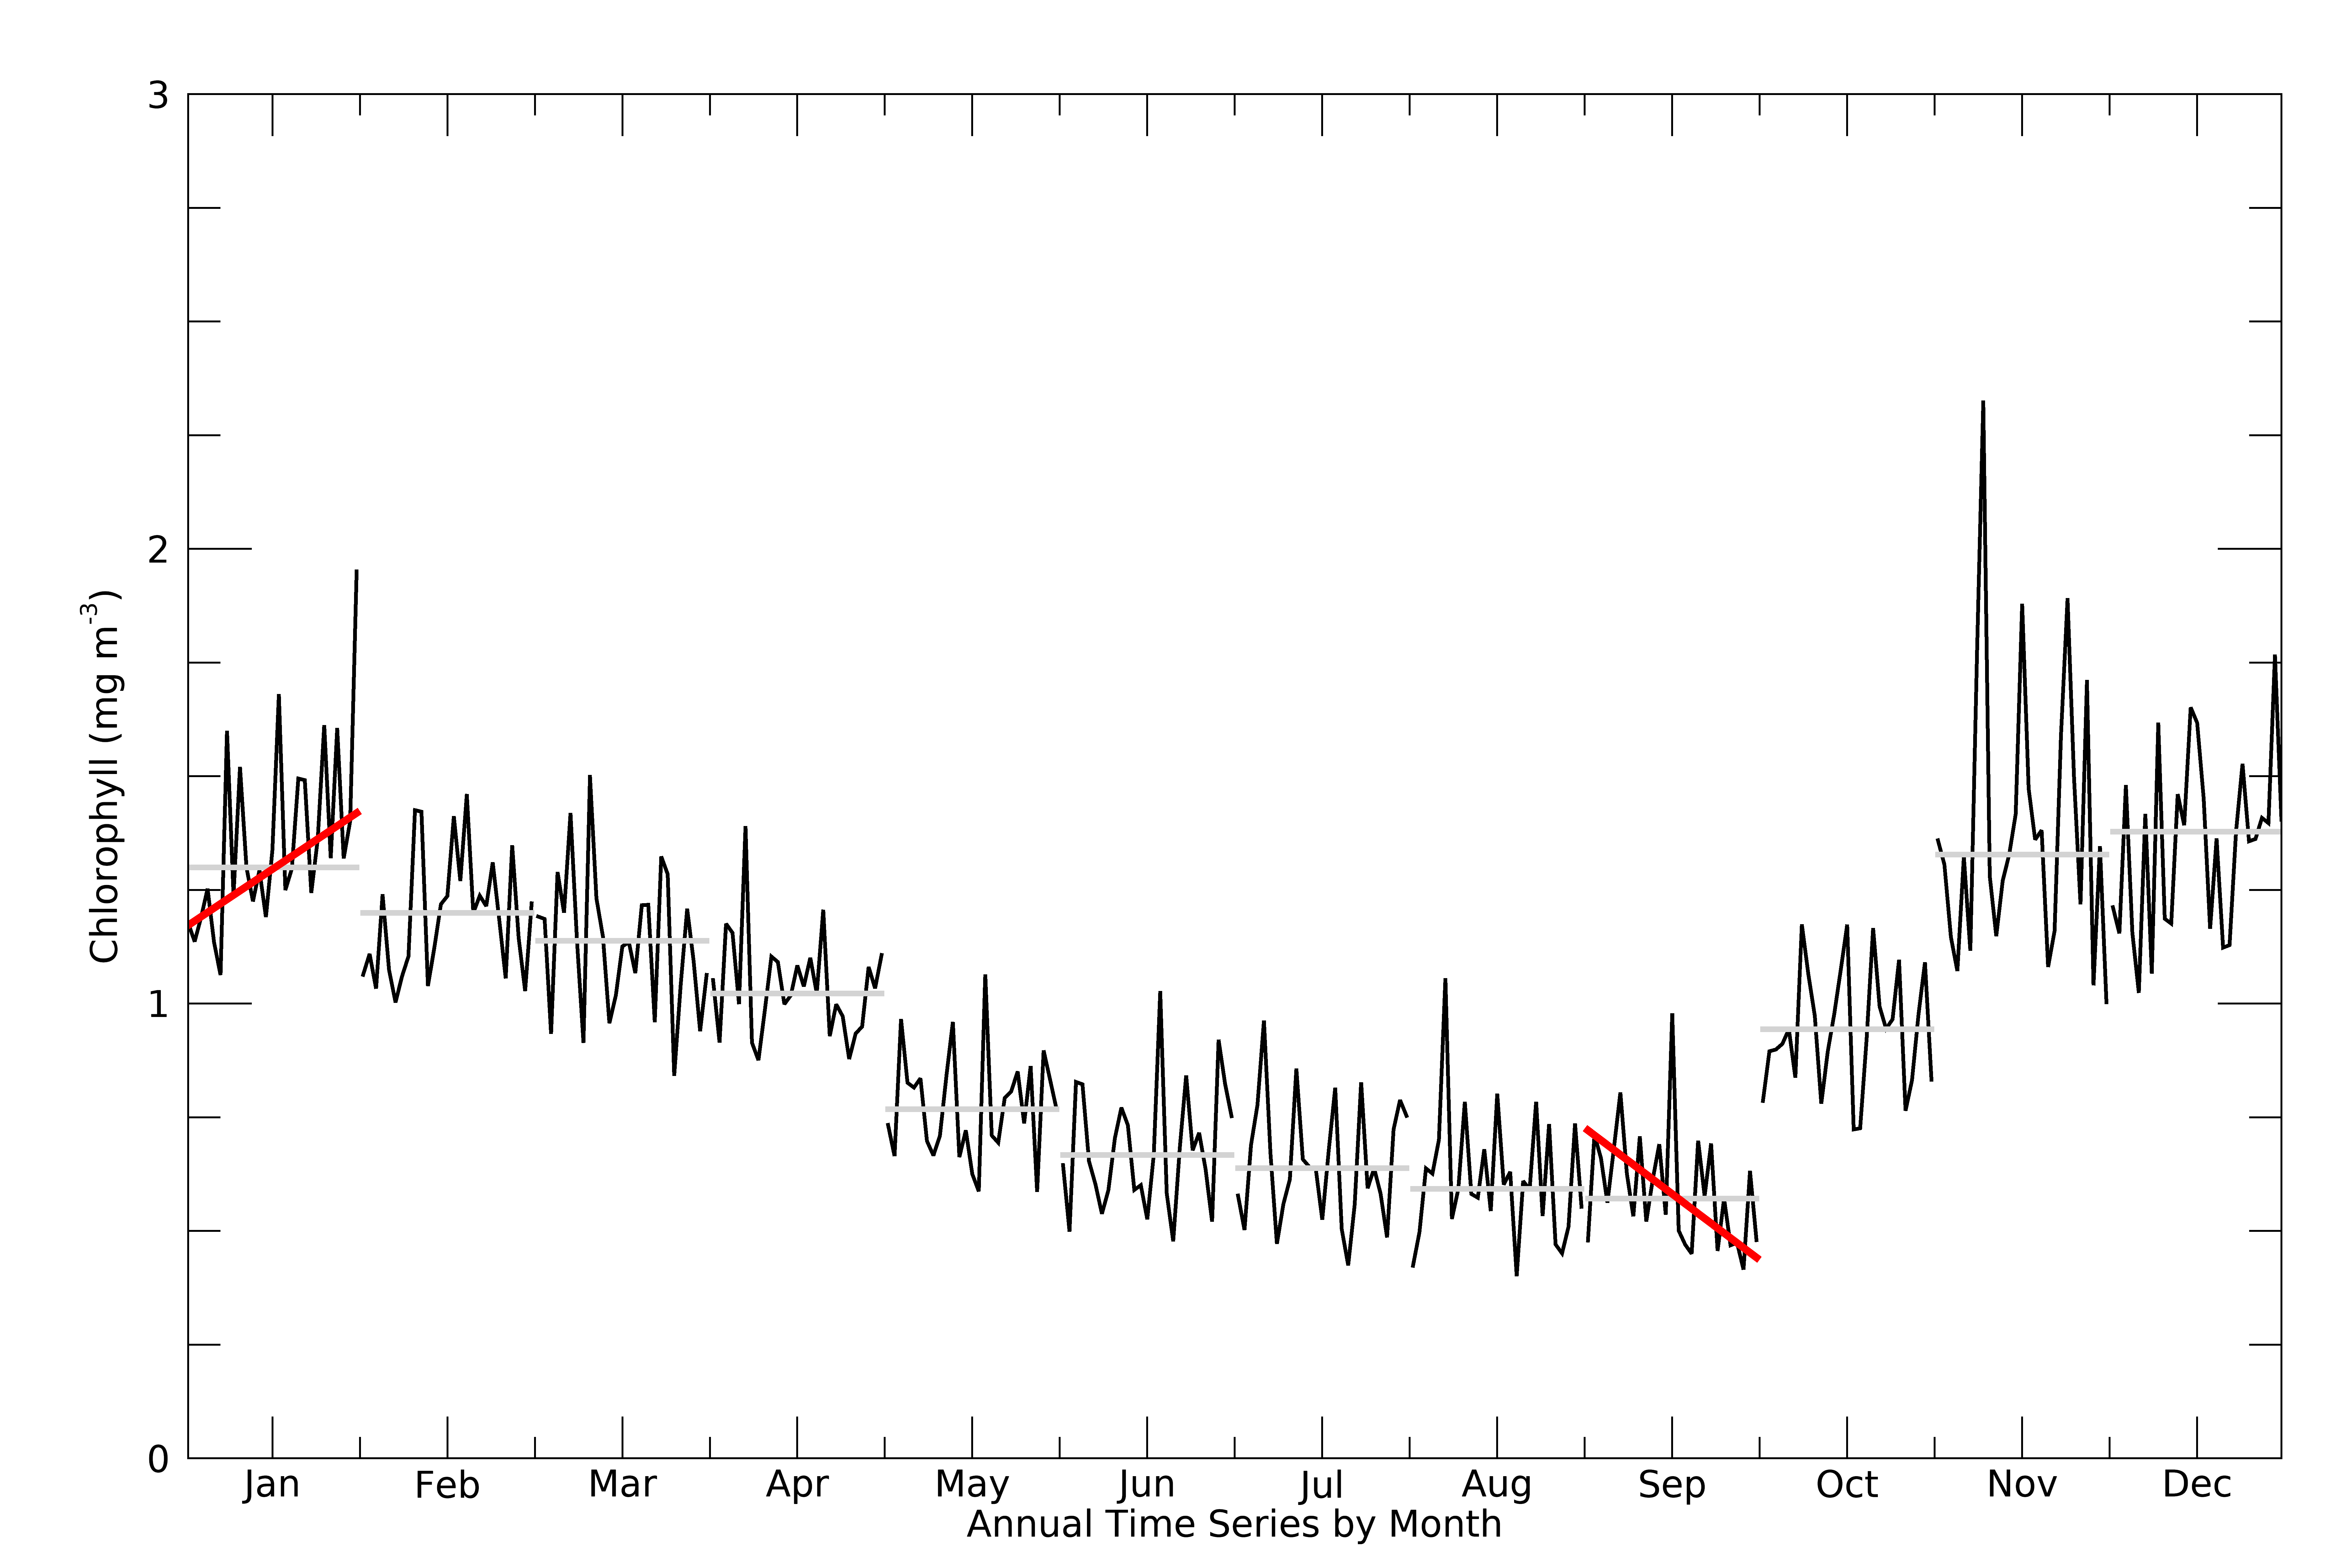 3
2
1
0
Chlorophyll (mg m⁻³)
Jan Feb Mar Apr May Jun Jul Aug Sep Oct Nov Dec
Annual Time Series by Month